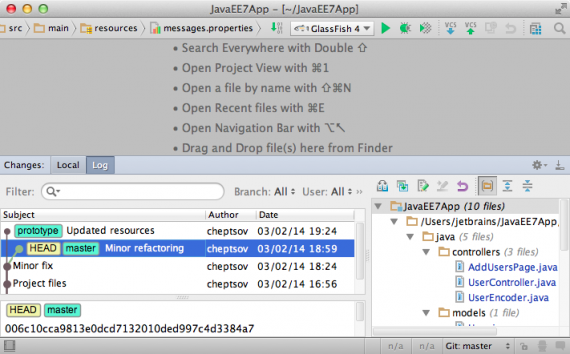 JavaEE7App – [~/JavaEE7App]
src main resources messages.properties GlassFish 4 VCS VCS
Search Everywhere with Double ⇧
Open Project View with ⌘1
Open a file by name with ⇧⌘N
Open Recent files with ⌘E
Open Navigation Bar with ⌥↖
Drag and Drop file(s) here from Finder
Changes: Local Log
Filter: Branch: All User: All
Subject Author Date
prototype Updated resources cheptsov 03/02/14 19:24
HEAD master Minor refactoring cheptsov 03/02/14 18:59
Minor fix cheptsov 03/02/14 18:24
Project files cheptsov 03/02/14 16:56
HEAD master
006c10cca9813e0dcd7132010ded997c4d3384a7
JavaEE7App (10 files)
/Users/jetbrains/JavaEE7App,
java (5 files)
controllers (3 files)
AddUsersPage.java
UserController.java
UserEncoder.java
models
n/a n/a Git: master